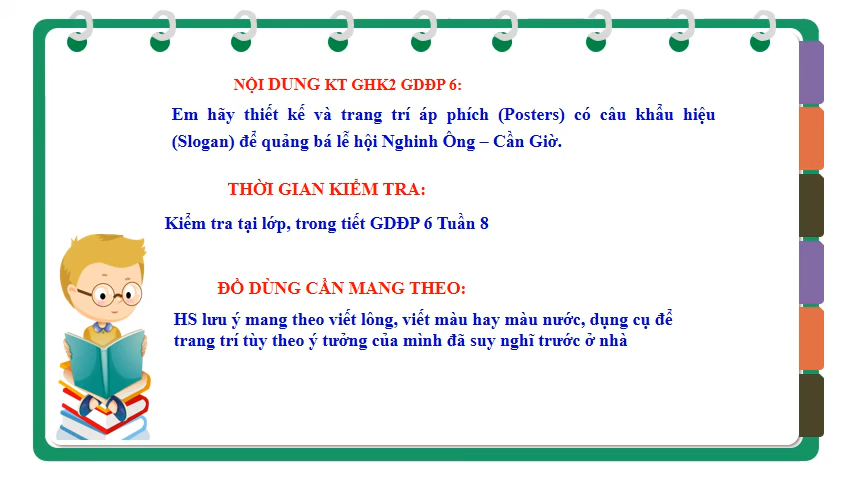 NỘI DUNG KT GHK2 GDĐP 6:
Em hãy thiết kế và trang trí áp phích (Posters) có câu khẩu hiệu
(Slogan) để quảng bá lễ hội Nghinh Ông – Cần Giờ.
THỜI GIAN KIỂM TRA:
Kiểm tra tại lớp, trong tiết GDĐP 6 Tuần 8
ĐỒ DÙNG CẦN MANG THEO:
HS lưu ý mang theo viết lông, viết màu hay màu nước, dụng cụ để
trang trí tùy theo ý tưởng của mình đã suy nghĩ trước ở nhà